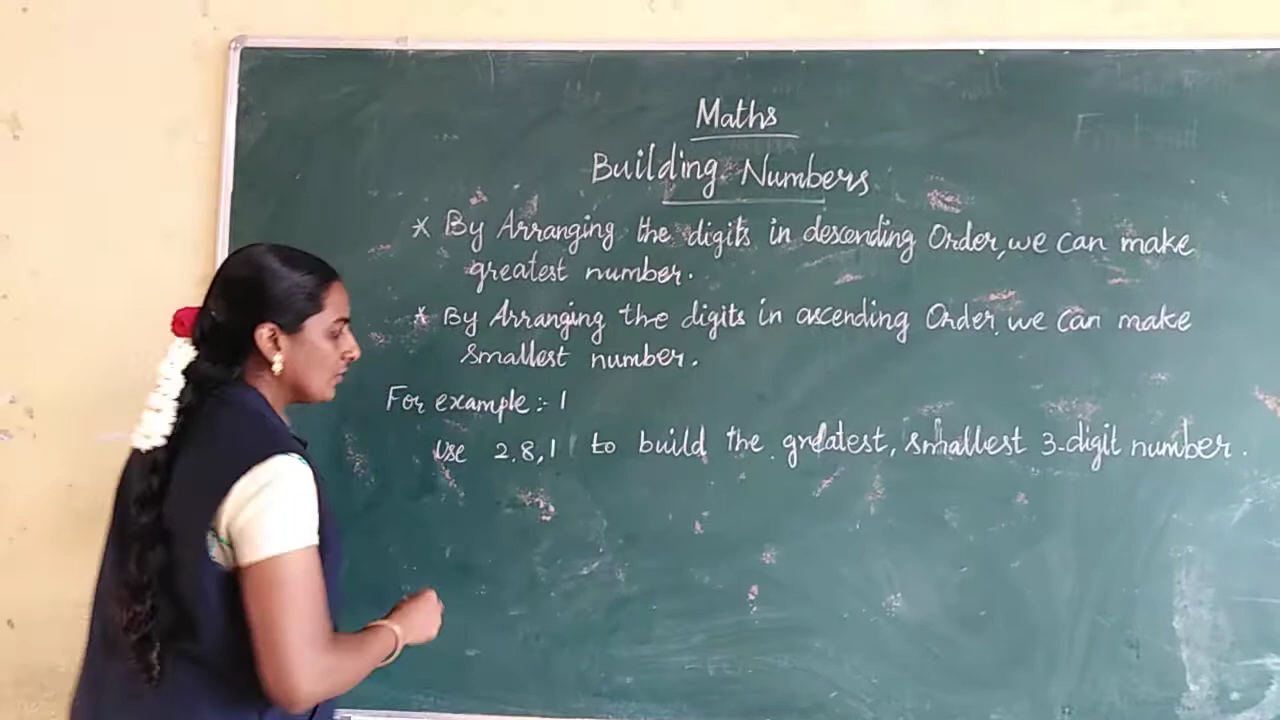 Maths
Building Numbers
* By Arranging the digits in descending Order, we can make
greatest number.
* By Arranging the digits in ascending Order, we can make
smallest number.
For example :- 1
Use 2,8,1 to build the greatest, smallest 3-digit number.